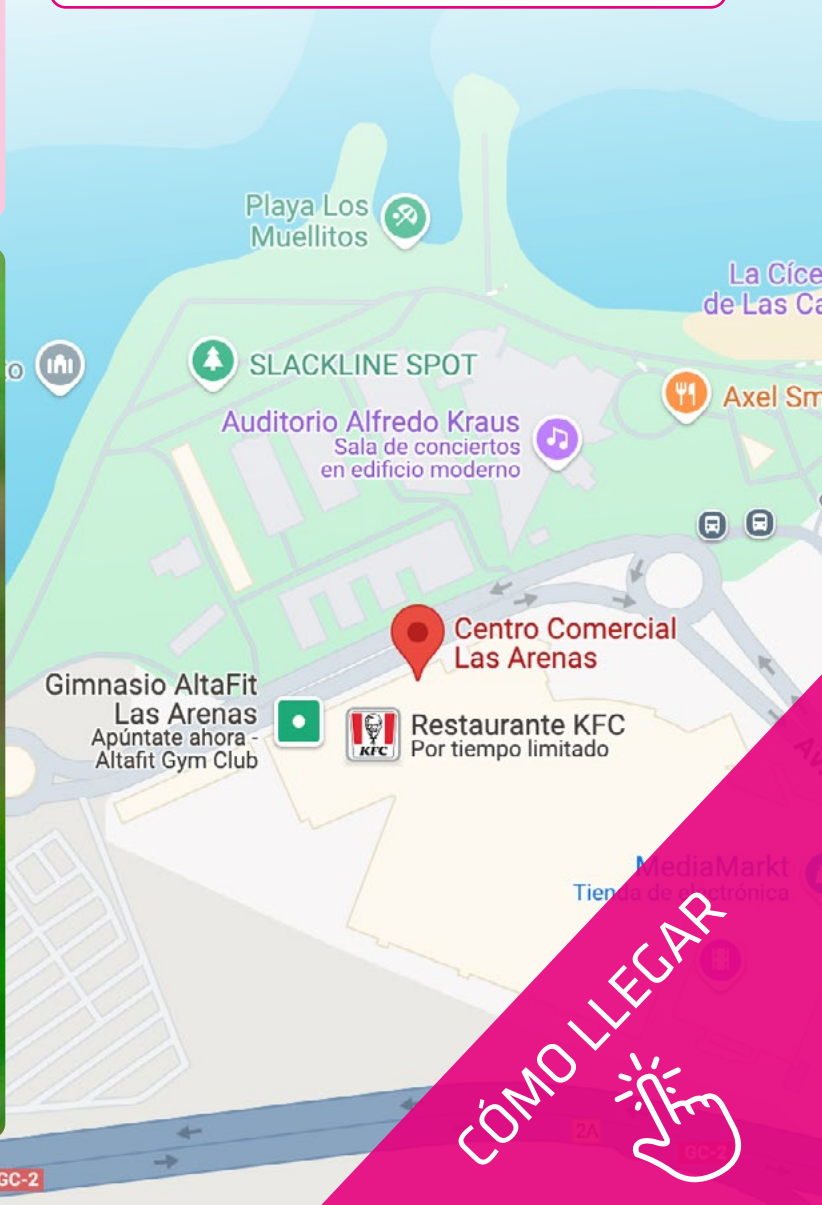 Playa Los
Muellitos
La Cíce
de Las Ca
SLACKLINE SPOT
Axel Sm
Auditorio Alfredo Kraus
Sala de conciertos
en edificio moderno
Centro Comercial
Las Arenas
Gimnasio AltaFit
Las Arenas
Apúntate ahora -
Altafit Gym Club
KFC
Restaurante KFC
Por tiempo limitado
MediaMarkt
Tienda de electrónica
CÓMO LLEGAR
2A
GC-2
GC-2